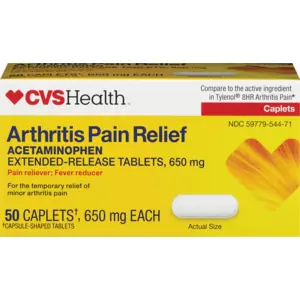 CVSHealth.
Compare to the active ingredient
in Tylenol® 8HR Arthritis Pain*
Caplets
NDC 59779-544-71
Arthritis Pain Relief
ACETAMINOPHEN
EXTENDED-RELEASE TABLETS, 650 mg
Pain reliever; Fever reducer
For the temporary relief of
minor arthritis pain
50 CAPLETS†, 650 mg EACH
†CAPSULE-SHAPED TABLETS
Actual Size